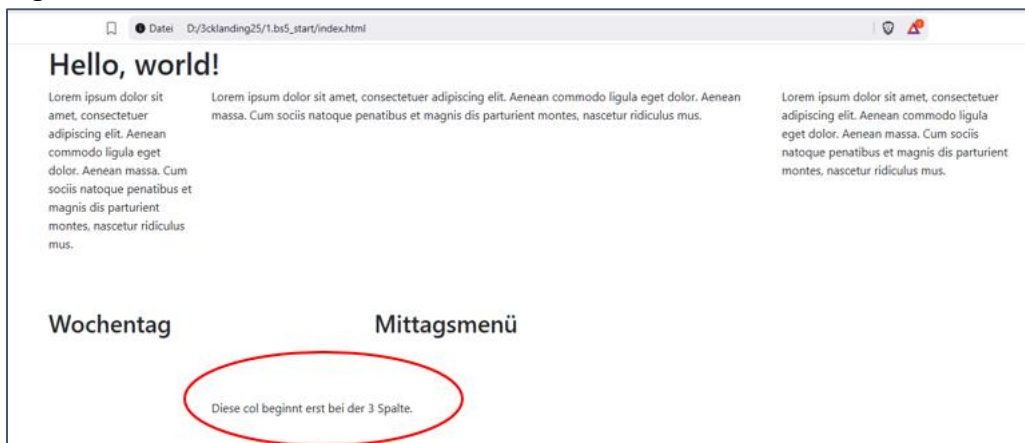 Datei D:/3cklanding25/1.bs5_start/index.html
Hello, world!
Lorem ipsum dolor sit
amet, consectetuer
adipiscing elit. Aenean
commodo ligula eget
dolor. Aenean massa. Cum
sociis natoque penatibus et
magnis dis parturient
montes, nascetur ridiculus
mus.
Lorem ipsum dolor sit amet, consectetuer adipiscing elit. Aenean commodo ligula eget dolor. Aenean
massa. Cum sociis natoque penatibus et magnis dis parturient montes, nascetur ridiculus mus.
Lorem ipsum dolor sit amet, consectetuer
adipiscing elit. Aenean commodo ligula
eget dolor. Aenean massa. Cum sociis
natoque penatibus et magnis dis parturient
montes, nascetur ridiculus mus.
Wochentag
Mittagsmenü
Diese col beginnt erst bei der 3 Spalte.